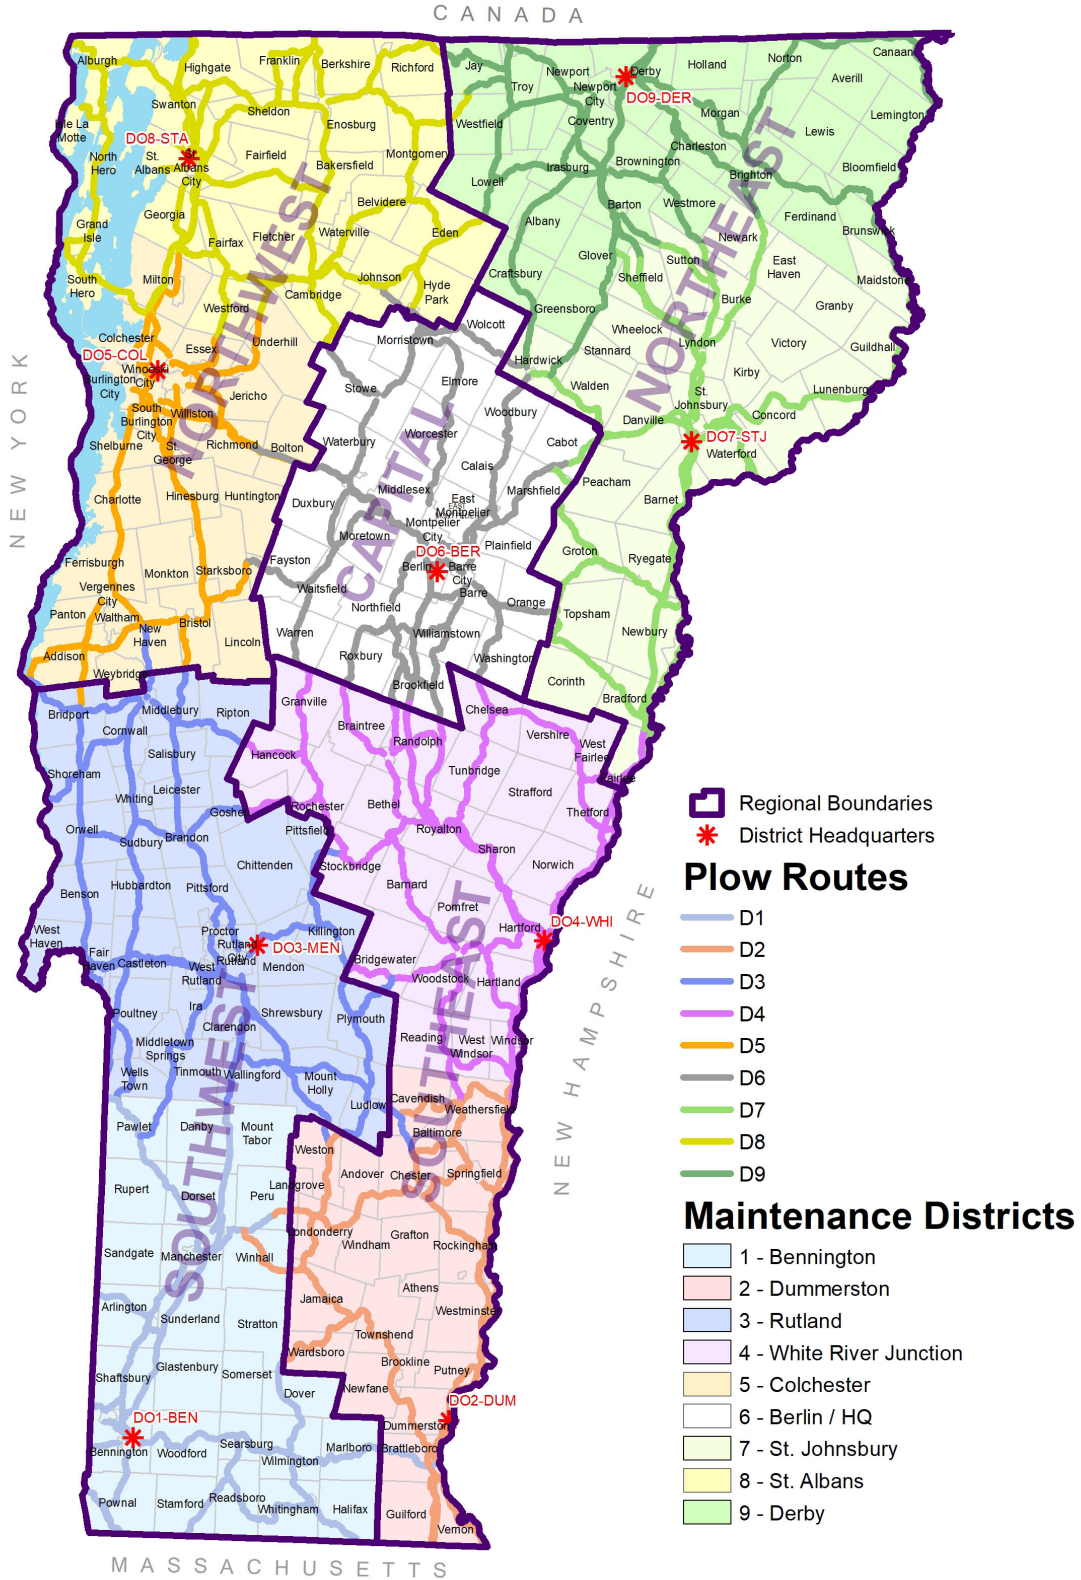 CANADA
Alburgh
Highgate
Franklin
Berkshire
Richford
Jay
Troy
Newport
Newport
City
Derby
Holland
Norton
Canaan
Averill
DO9-DER
Swanton
Sheldon
Enosburg
Westfield
Coventry
Morgan
Lewis
Lemington
Isle La
Motte
DO8-STA
North
Hero
St.
Albans
St.
Albans
City
Fairfield
Bakersfield
Montgomery
Lowell
Irasburg
Brownington
Charleston
Brighton
Bloomfield
Georgia
Belvidere
Barton
Westmore
Ferdinand
Brunswick
Grand
Isle
Fairfax
Fletcher
Waterville
Eden
Albany
Glover
Sheffield
Sutton
Newark
East
Haven
South
Hero
Milton
Westford
Cambridge
Johnson
Hyde
Park
Craftsbury
Greensboro
Burke
Granby
Maidstone
NORTHWEST
NORTHEAST
Colchester
DO5-COL
Winooski
City
Burlington
City
Essex
Underhill
Jericho
Morristown
Wolcott
Hardwick
Stannard
Wheelock
Lyndon
Victory
Guildhall
Stowe
Elmore
Walden
Kirby
Lunenburg
South
Burlington
City
Williston
Shelburne
St.
George
Richmond
Bolton
Waterbury
Worcester
Woodbury
Cabot
Danville
St.
Johnsbury
Concord
DO7-STJ
Waterford
NEW YORK
Charlotte
Hinesburg
Huntington
Duxbury
Middlesex
Calais
East
Montpelier
Marshfield
Peacham
Barnet
CAPITAL
Montpelier
City
Moretown
DO6-BER
Berlin
Barre
City
Barre
Plainfield
Groton
Ryegate
Ferrisburgh
Vergennes
City
Monkton
Starksboro
Fayston
Waitsfield
Northfield
Orange
Topsham
Newbury
Panton
Waltham
New
Haven
Bristol
Lincoln
Warren
Roxbury
Williamstown
Washington
Addison
Weybridge
Brookfield
Corinth
Bradford
Bridport
Middlebury
Ripton
Granville
Braintree
Chelsea
Cornwall
Salisbury
Hancock
Randolph
Vershire
West
Fairlee
Fairlee
Shoreham
Whiting
Leicester
Goshen
Rochester
Bethel
Tunbridge
Strafford
Thetford
Orwell
Sudbury
Brandon
Pittsfield
Royalton
Sharon
Chittenden
Stockbridge
Barnard
Norwich
Benson
Hubbardton
Pittsford
Pomfret
West
Haven
Proctor
Rutland
City
DO3-MEN
Killington
Hartford
DO4-WHI
Fair
Haven
Castleton
West
Rutland
Rutland
Mendon
Bridgewater
Woodstock
Hartland
Ira
Poultney
Clarendon
Shrewsbury
Plymouth
Reading
West
Windsor
Windsor
Middletown
Springs
Wells
Town
Tinmouth
Wallingford
Mount
Holly
Ludlow
Cavendish
Weathersfield
SOUTHWEST
SOUTHEAST
Pawlet
Danby
Mount
Tabor
Weston
Baltimore
Andover
Chester
Springfield
Rupert
Dorset
Peru
Landgrove
Londonderry
Windham
Grafton
Rockingham
Sandgate
Manchester
Winhall
Athens
Arlington
Sunderland
Stratton
Jamaica
Westminster
Townshend
Wardsboro
Brookline
Putney
Shaftsbury
Glastenbury
Somerset
Dover
Newfane
DO2-DUM
Dummerston
DO1-BEN
Bennington
Woodford
Searsburg
Wilmington
Marlboro
Brattleboro
Pownal
Stamford
Readsboro
Whitingham
Halifax
Guilford
Vernon
MASSACHUSETTS
NEW HAMPSHIRE
Regional Boundaries
District Headquarters
Plow Routes
D1
D2
D3
D4
D5
D6
D7
D8
D9
Maintenance Districts
1 - Bennington
2 - Dummerston
3 - Rutland
4 - White River Junction
5 - Colchester
6 - Berlin / HQ
7 - St. Johnsbury
8 - St. Albans
9 - Derby